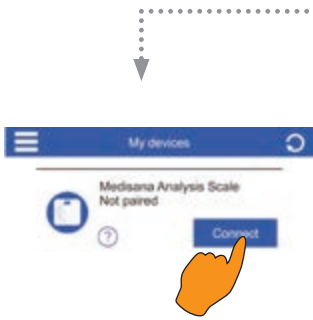 My devices
Medisana Analysis Scale
Not paired
?
Connect